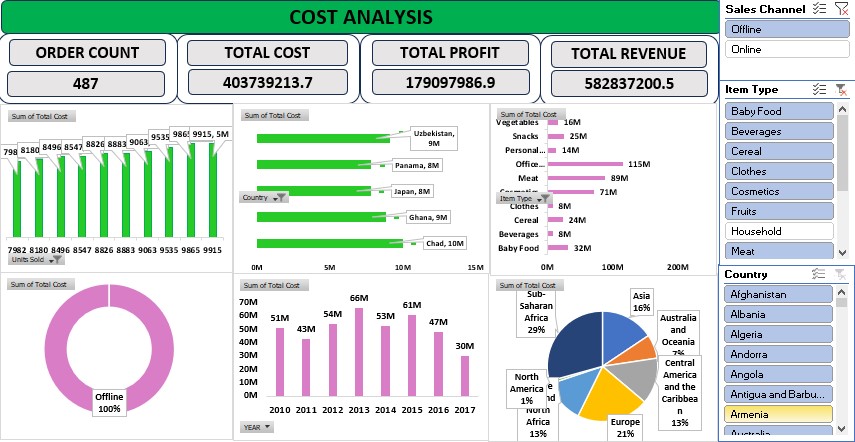 COST ANALYSIS
ORDER COUNT
487
TOTAL COST
403739213.7
TOTAL PROFIT
179097986.9
TOTAL REVENUE
582837200.5
Sales Channel
Offline
Online
Item Type
Baby Food
Beverages
Cereal
Clothes
Cosmetics
Fruits
Household
Meat
Country
Afghanistan
Albania
Algeria
Andorra
Angola
Antigua and Barbu...
Armenia
Australia
Sum of Total Cost
8180 8496 8547 8826 8883 9063 9535 9865 9915, 5M
7982 8180 8496 8547 8826 8883 9063 9535 9865 9915
Units Sold
Sum of Total Cost
Uzbekistan,
9M
Panama, 8M
Japan, 8M
Country
Ghana, 9M
Chad, 10M
0M 5M 10M 15M
Sum of Total Cost
Vegetables 16M
Snacks 25M
Personal... 14M
Office... 115M
Meat 89M
Cosmetics 71M
Item Type
Clothes 8M
Cereal 24M
Beverages 8M
Baby Food 32M
0M 100M 200M
Sum of Total Cost
Offline
100%
Sum of Total Cost
70M
60M
50M
40M
30M
20M
10M
0M
51M 43M 54M 66M 53M 61M 47M 30M
2010 2011 2012 2013 2014 2015 2016 2017
YEAR
Sum of Total Cost
Sub-
Saharan
Africa
29%
Asia
16%
Australia
and
Oceania
7%
Central
America
and the
Caribbea
n
13%
Europe
21%
North
Africa
13%
North
America
1%